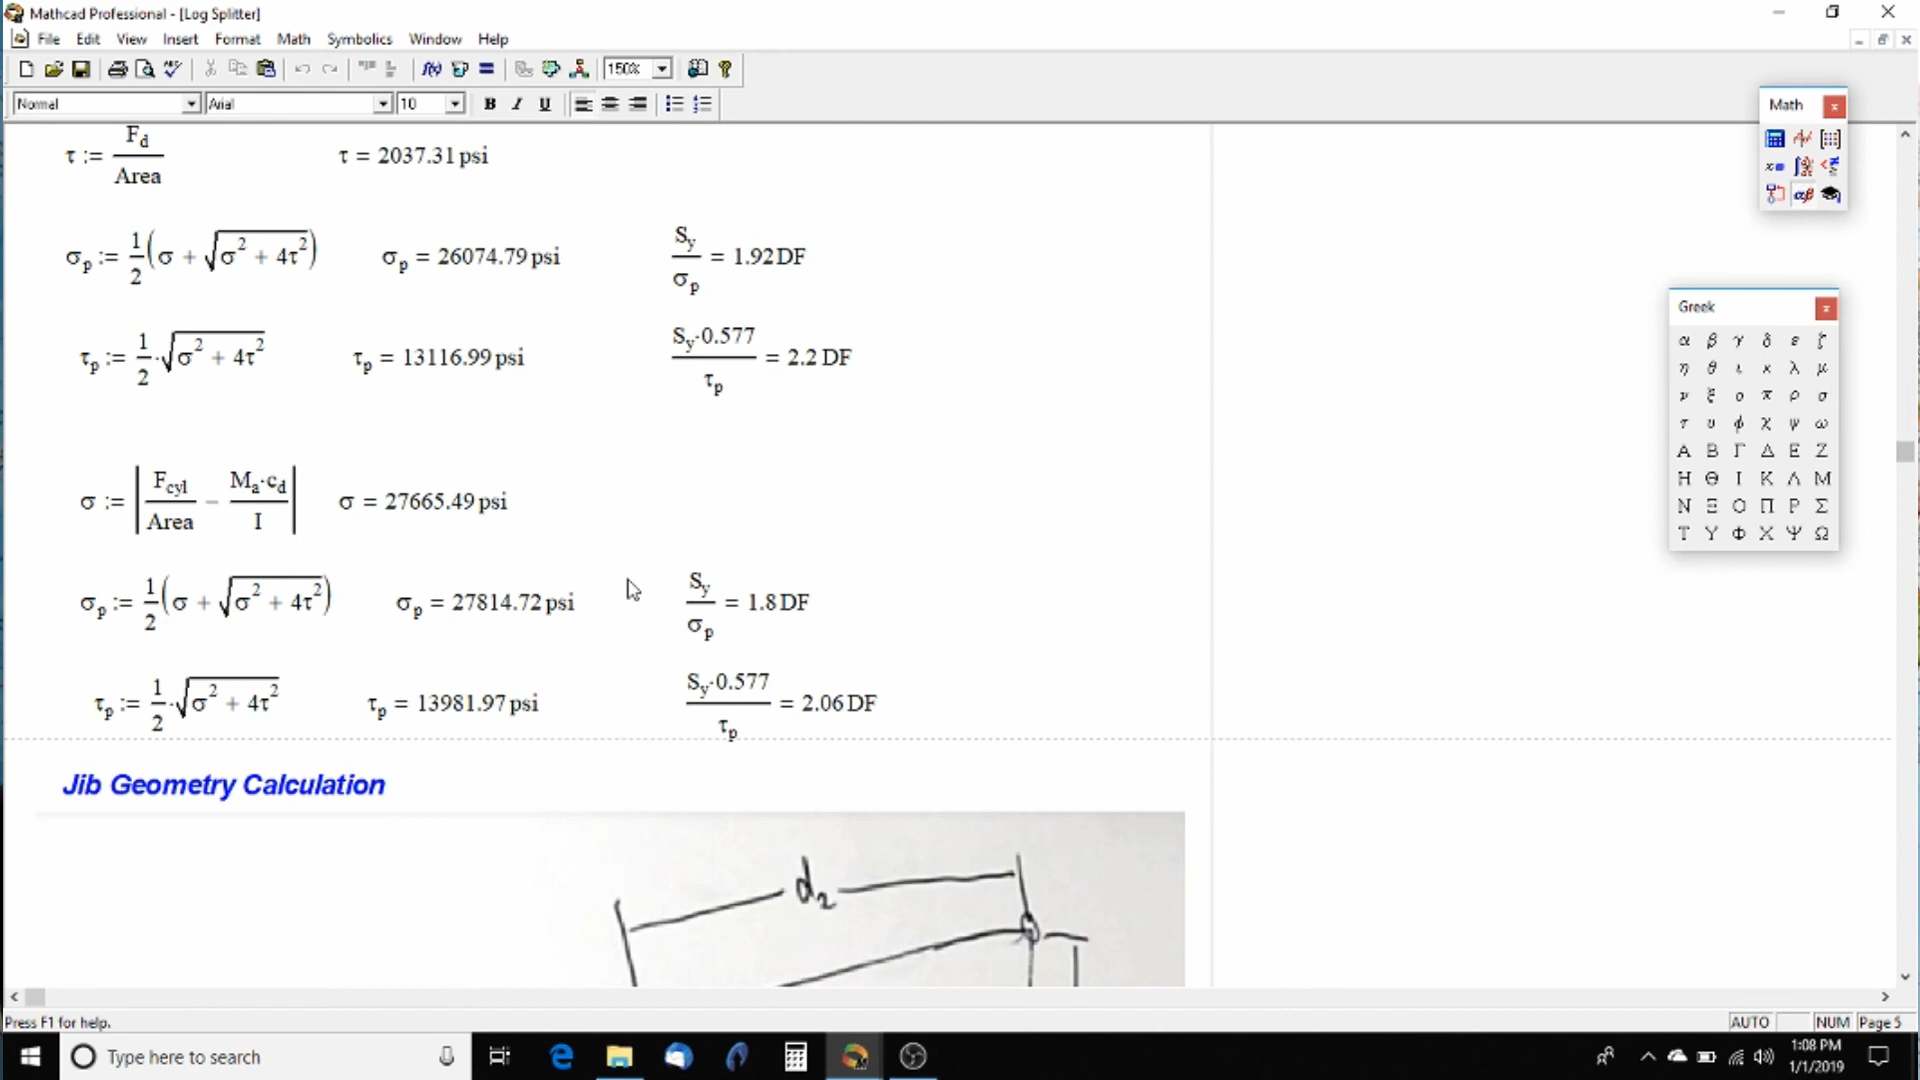 Mathcad Professional - [Log Splitter]
File Edit View Insert Format Math Symbolics Window Help
150%
Normal Arial 10 B I U
Math
τ := F_d / Area    τ = 2037.31 psi
σ_p := 1/2 (σ + √(σ² + 4τ²))    σ_p = 26074.79 psi    S_y / σ_p = 1.92 DF
τ_p := 1/2 · √(σ² + 4τ²)    τ_p = 13116.99 psi    S_y·0.577 / τ_p = 2.2 DF
σ := |F_cyl / Area − M_a·c_d / I|    σ = 27665.49 psi
σ_p := 1/2 (σ + √(σ² + 4τ²))    σ_p = 27814.72 psi    S_y / σ_p = 1.8 DF
τ_p := 1/2 · √(σ² + 4τ²)    τ_p = 13981.97 psi    S_y·0.577 / τ_p = 2.06 DF
Jib Geometry Calculation
d₂
Greek
α β γ δ ε ζ
η θ ι κ λ μ
ν ξ ο π ρ σ
τ υ ϕ χ ψ ω
Α Β Γ Δ Ε Ζ
Η Θ Ι Κ Λ Μ
Ν Ξ Ο Π Ρ Σ
Τ Υ Φ Χ Ψ Ω
Press F1 for help.
AUTO NUM Page 5
Type here to search
1:08 PM
1/1/2019